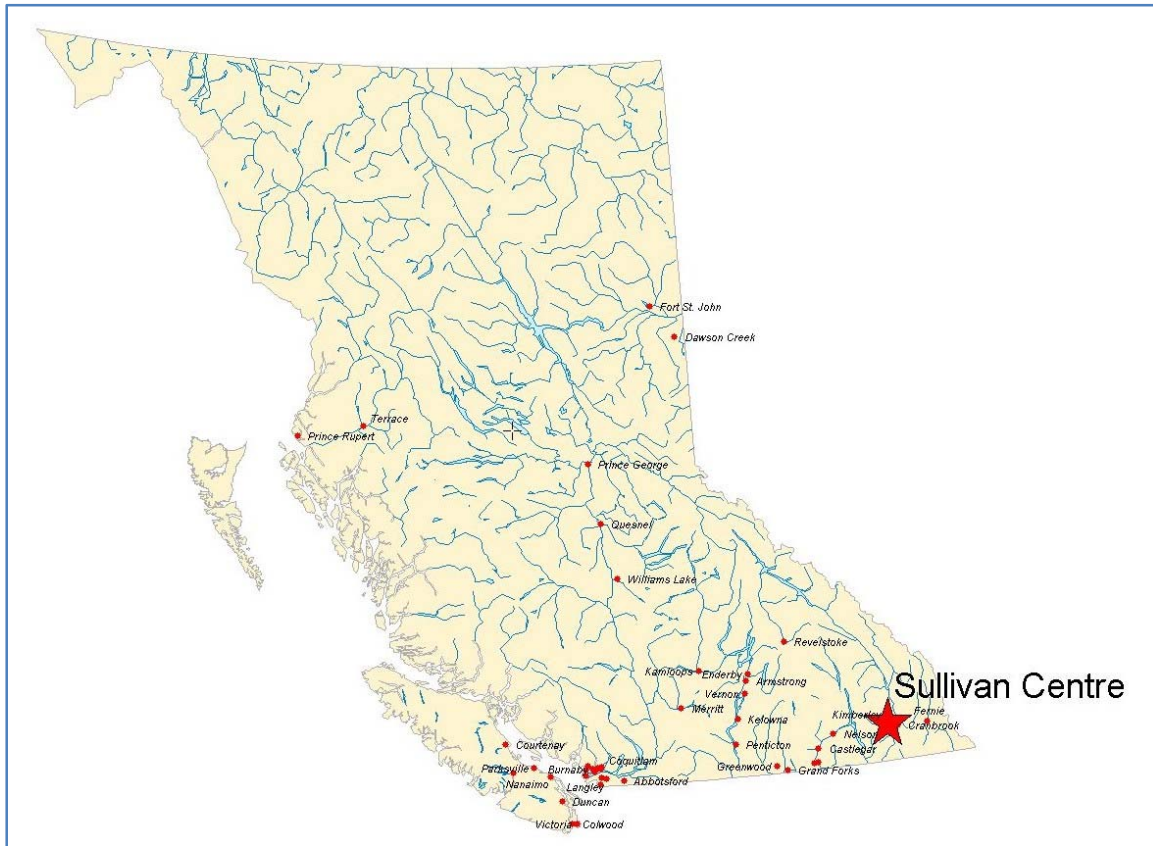 Fort St. John
Dawson Creek
Terrace
Prince Rupert
Prince George
Quesnel
Williams Lake
Revelstoke
Kamloops
Enderby
Armstrong
Sullivan Centre
Vernon
Merritt
Kelowna
Kimberley
Fernie
Cranbrook
Nelson
Courtenay
Penticton
Castlegar
Coquitlam
Parksville
Burnaby
Greenwood
Grand Forks
Nanaimo
Langley
Abbotsford
Duncan
Victoria
Colwood